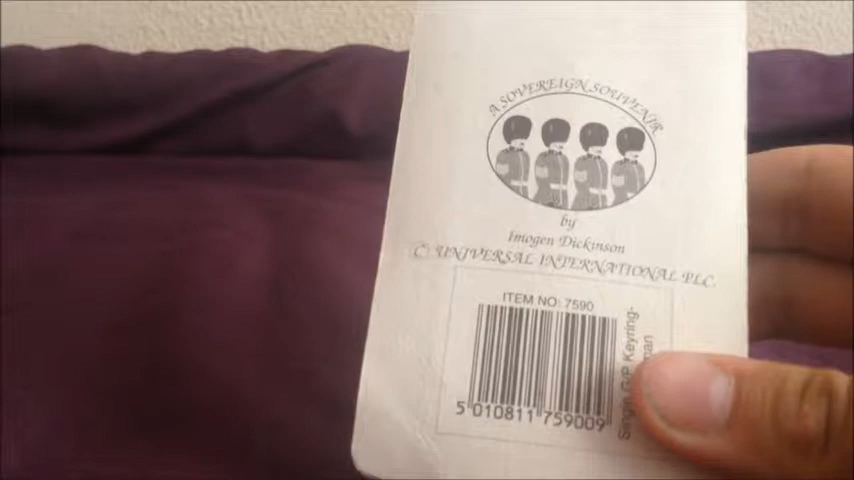 A SOVEREIGN SOUVENIR
by
Imogen Dickinson
C. UNIVERSAL INTERNATIONAL PLC.
ITEM NO: 7590
5 010811 759009
Single G/P Keyring-